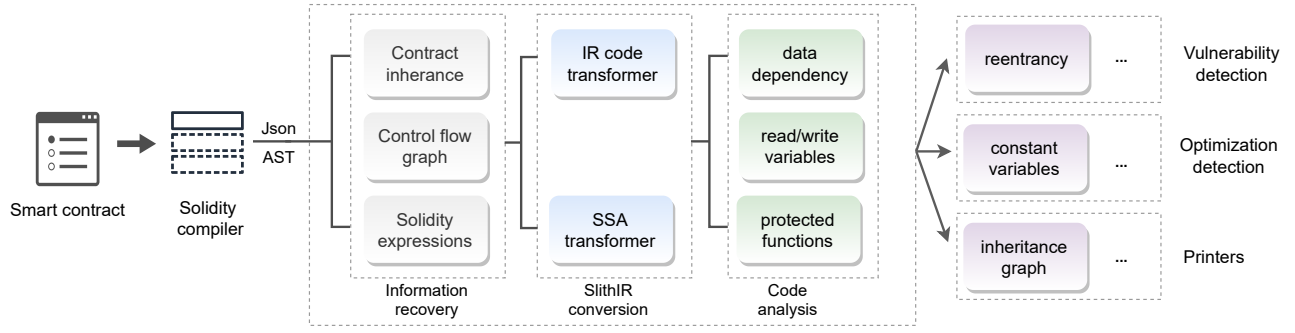 Smart contract
Solidity
compiler
Json
AST
Contract
inherance
Control flow
graph
Solidity
expressions
Information
recovery
IR code
transformer
SSA
transformer
SlithIR
conversion
data
dependency
read/write
variables
protected
functions
Code
analysis
reentrancy
...
Vulnerability
detection
constant
variables
...
Optimization
detection
inheritance
graph
...
Printers